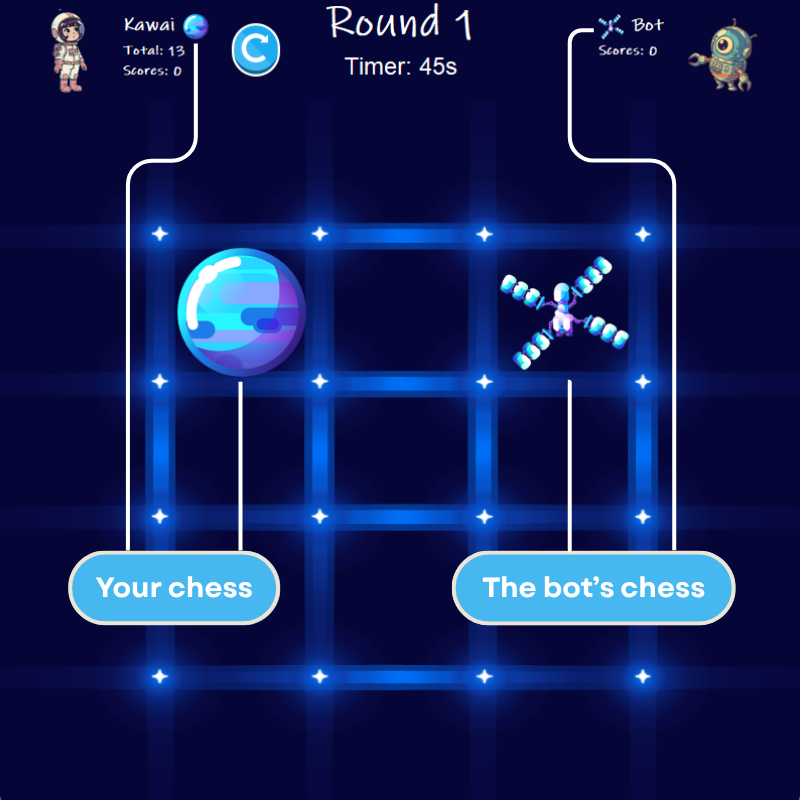 Kawai
Total: 13
Scores: 0
Round 1
Timer: 45s
Bot
Scores: 0
Your chess
The bot's chess